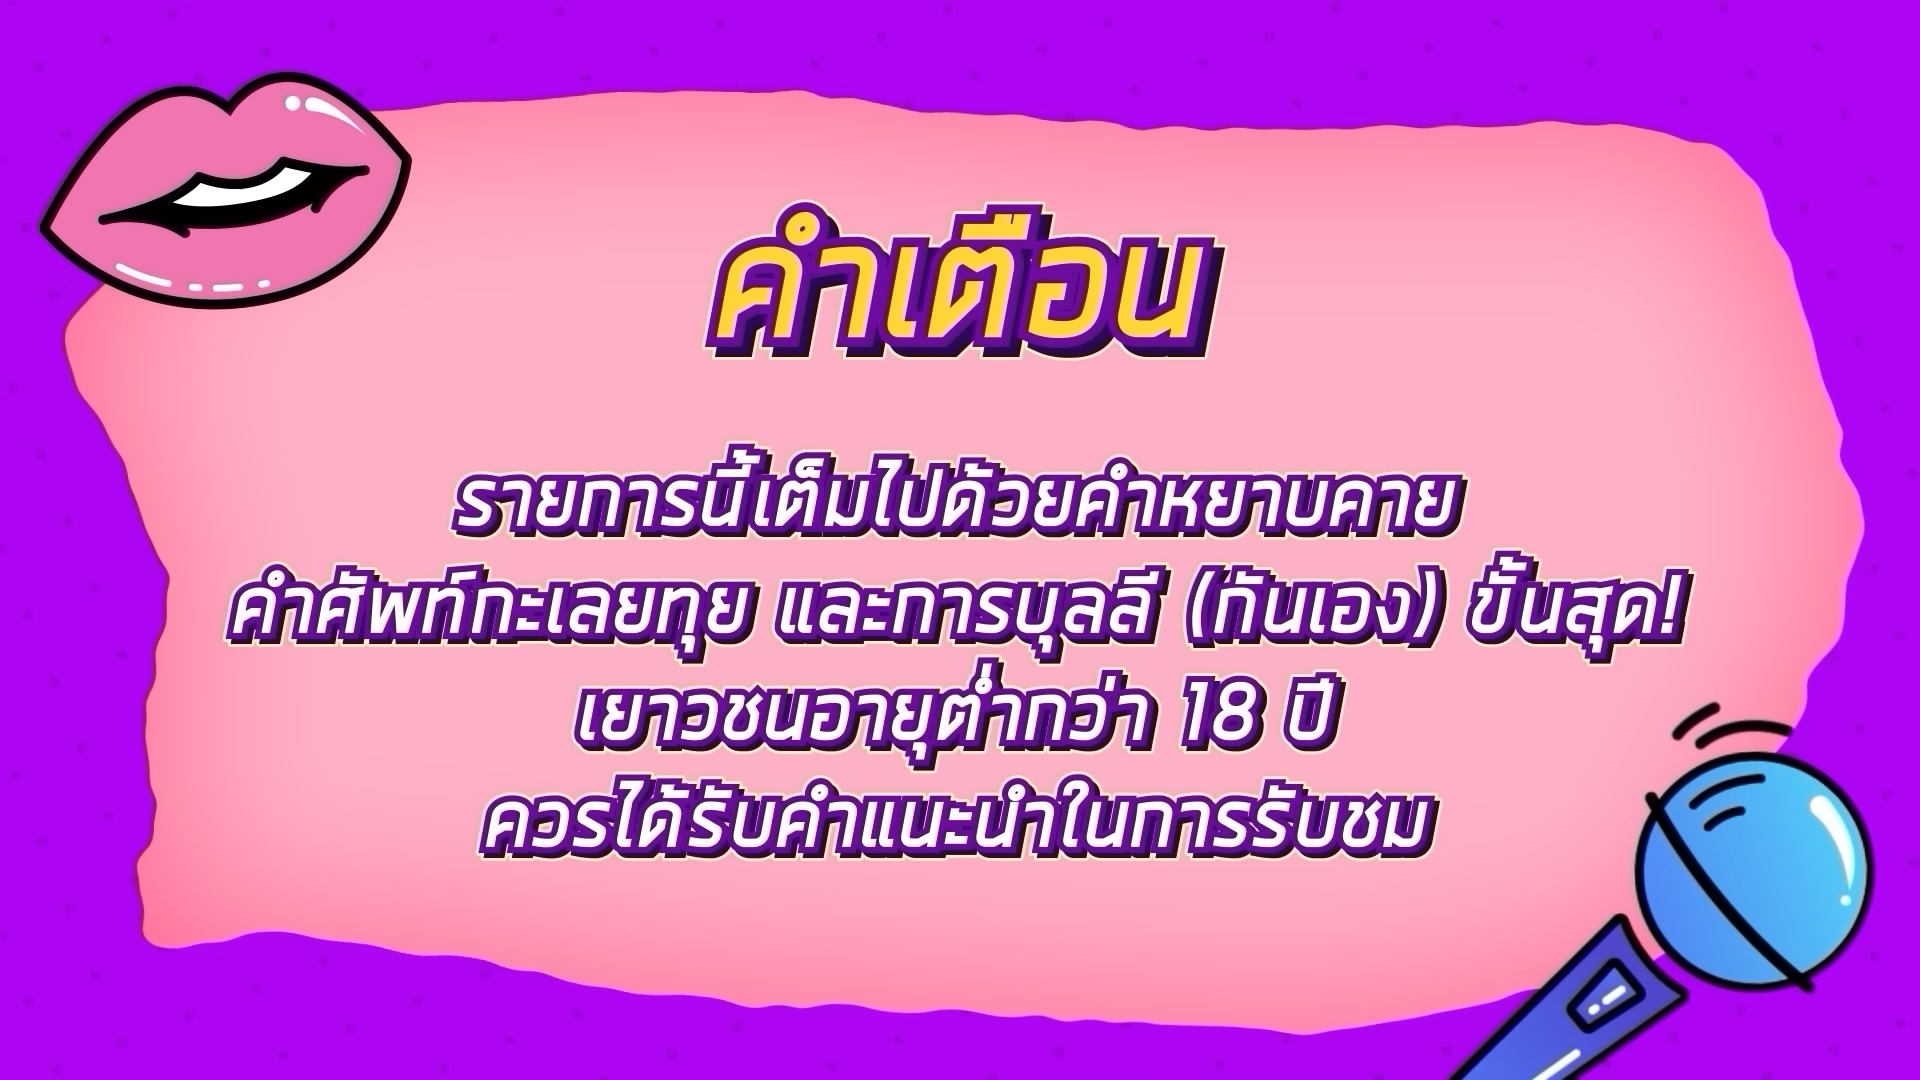 คำเตือน
รายการนี้เต็มไปด้วยคำหยาบคาย
คำศัพท์กะเลยทุย และการบุลลี (กันเอง) ขั้นสุด!
เยาวชนอายุต่ำกว่า 18 ปี
ควรได้รับคำแนะนำในการรับชม